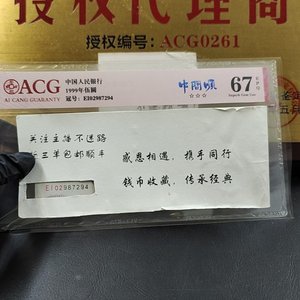 授权代理商
授权编号：ACG0261
ACG
AI CANG GUARANTY
中国人民银行
1999年伍圆
冠号：EI02987294
67
EPQ
Superb Gem Unc
关注主播不迷路
三单包邮顺丰
EI02987294
感恩相遇，携手同行
钱币收藏，传承经典